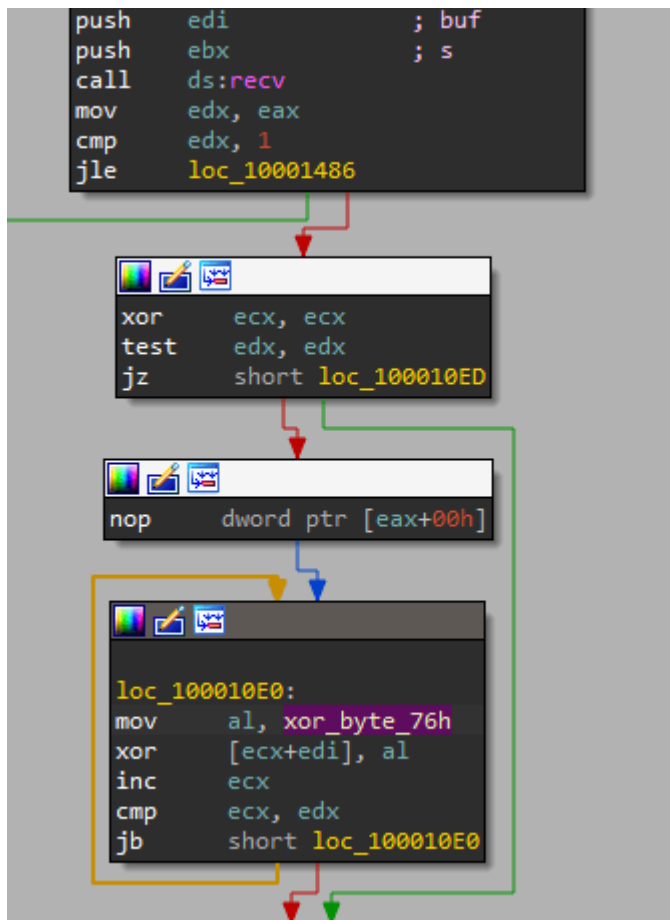 push edi ; buf
push ebx ; s
call ds:recv
mov edx, eax
cmp edx, 1
jle loc_10001486
xor ecx, ecx
test edx, edx
jz short loc_100010ED
nop dword ptr [eax+00h]
loc_100010E0:
mov al, xor_byte_76h
xor [ecx+edi], al
inc ecx
cmp ecx, edx
jb short loc_100010E0